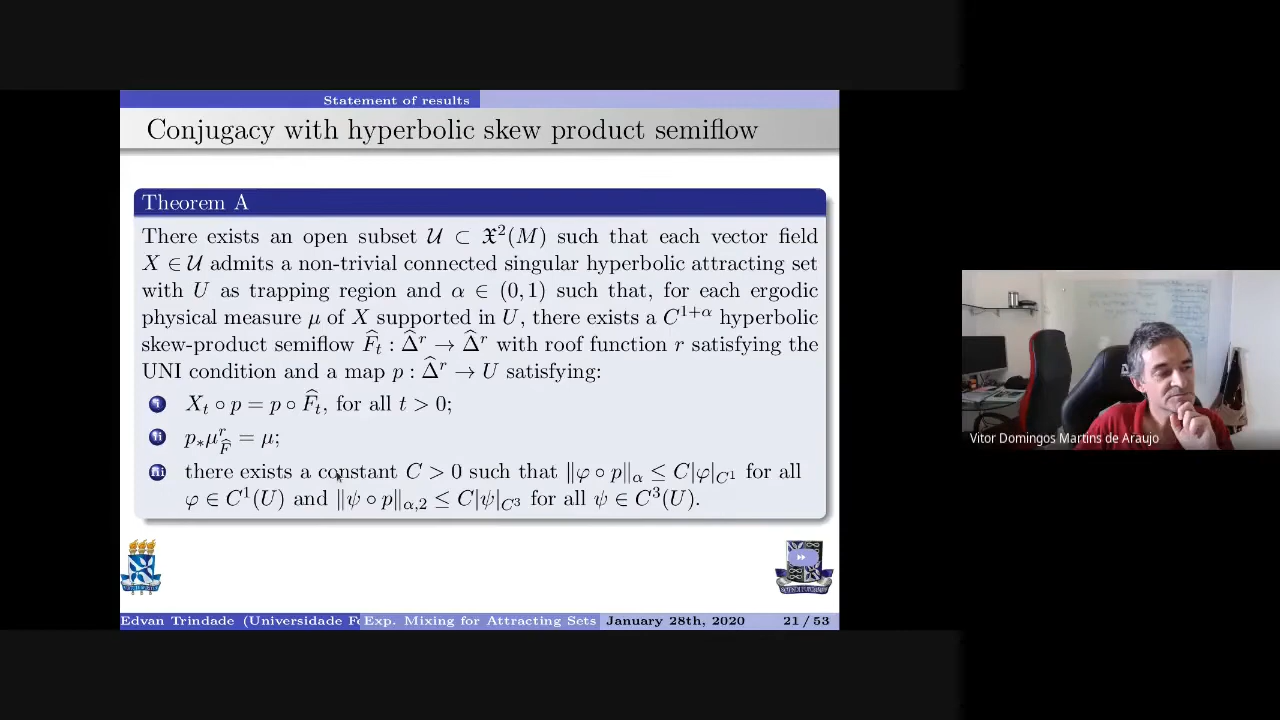 Statement of results
Conjugacy with hyperbolic skew product semiflow
Theorem A
There exists an open subset 𝒰 ⊂ 𝔛²(M) such that each vector field
X ∈ 𝒰 admits a non-trivial connected singular hyperbolic attracting set
with U as trapping region and α ∈ (0, 1) such that, for each ergodic
physical measure μ of X supported in U, there exists a C^{1+α} hyperbolic
skew-product semiflow F̂_t : Δ̂^r → Δ̂^r with roof function r satisfying the
UNI condition and a map p : Δ̂^r → U satisfying:
i X_t ∘ p = p ∘ F̂_t, for all t > 0;
ii p_*μ^r_{F̂} = μ;
iii there exists a constant C > 0 such that ‖φ ∘ p‖_α ≤ C|φ|_{C^1} for all
φ ∈ C^1(U) and ‖ψ ∘ p‖_{α,2} ≤ C|ψ|_{C^3} for all ψ ∈ C^3(U).
Edvan Trindade (Universidade Fe Exp. Mixing for Attracting Sets January 28th, 2020 21 / 53
Vitor Domingos Martins de Araujo